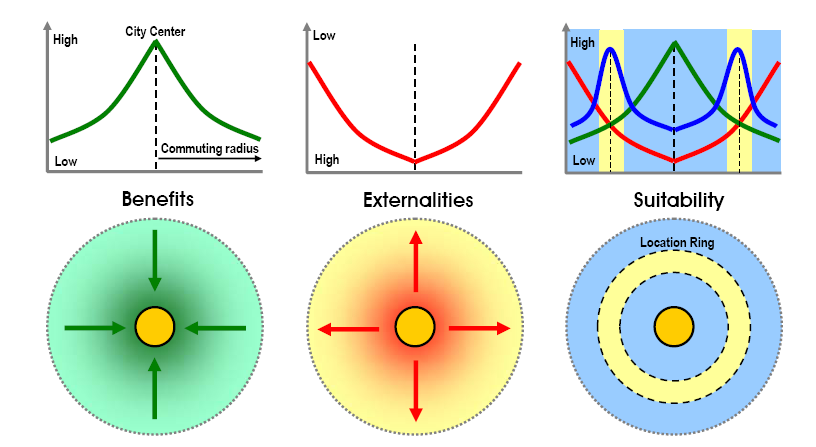 High
City Center
Commuting radius
Low
Low
High
High
Low
Benefits
Externalities
Suitability
Location Ring